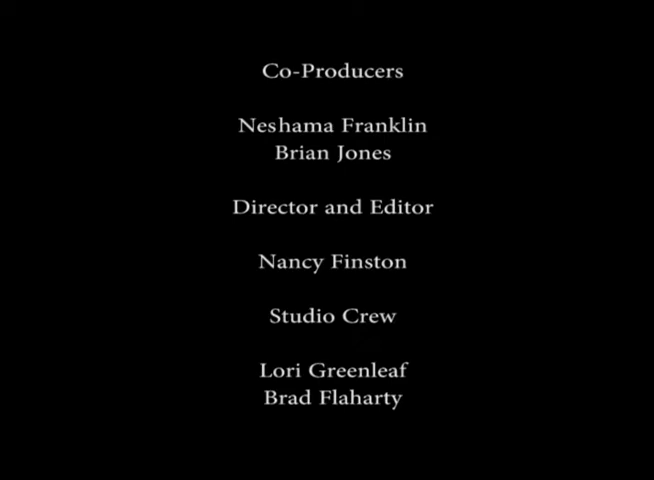 Co-Producers
Neshama Franklin
Brian Jones
Director and Editor
Nancy Finston
Studio Crew
Lori Greenleaf
Brad Flaharty